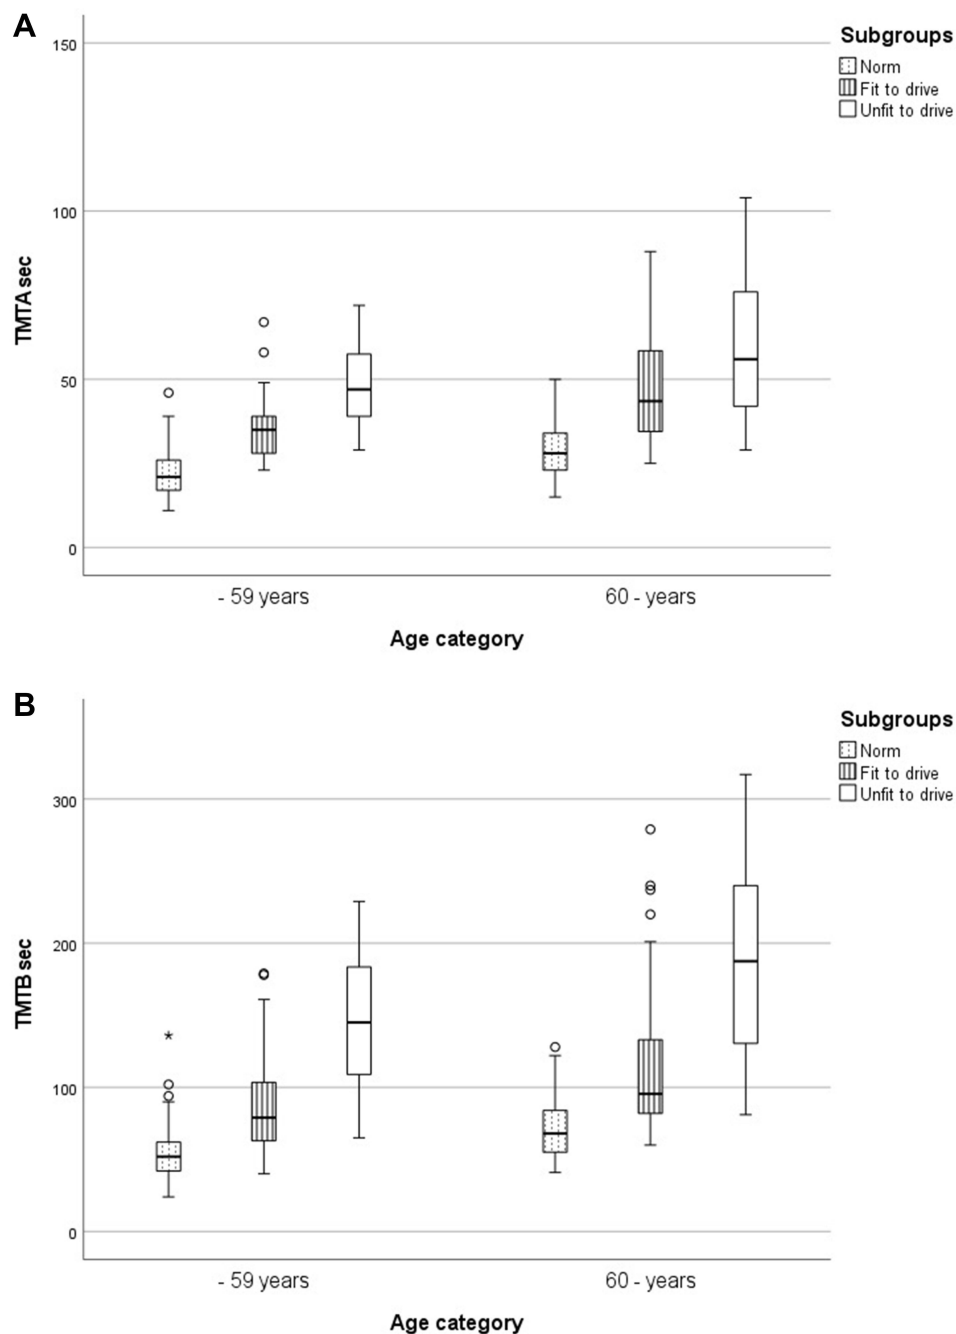 A
Subgroups
Norm
Fit to drive
Unfit to drive
150
100
50
0
TMTA sec
- 59 years
60 - years
Age category
B
Subgroups
Norm
Fit to drive
Unfit to drive
300
200
100
0
TMTB sec
*
- 59 years
60 - years
Age category